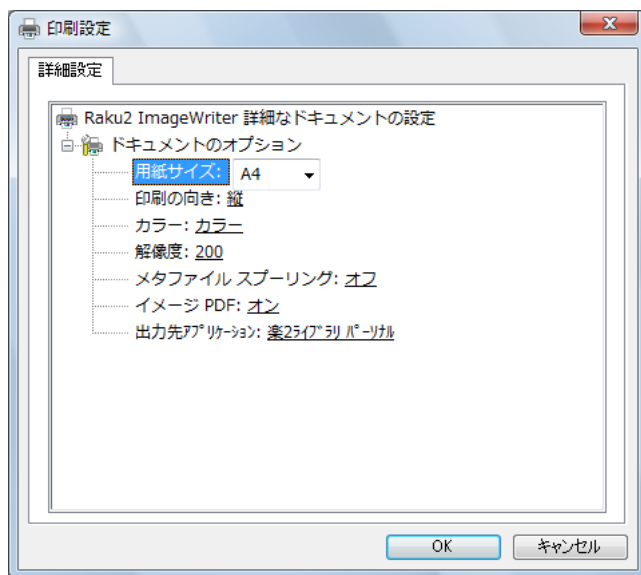 印刷設定
詳細設定
Raku2 ImageWriter 詳細なドキュメントの設定
ドキュメントのオプション
用紙サイズ: A4
印刷の向き: 縦
カラー: カラー
解像度: 200
メタファイル スプーリング: オフ
イメージ PDF: オン
出力先ｱﾌﾟﾘｹｰｼｮﾝ: 楽2ﾗｲﾌﾞﾗﾘ ﾊﾟｰｿﾅﾙ
OK キャンセル